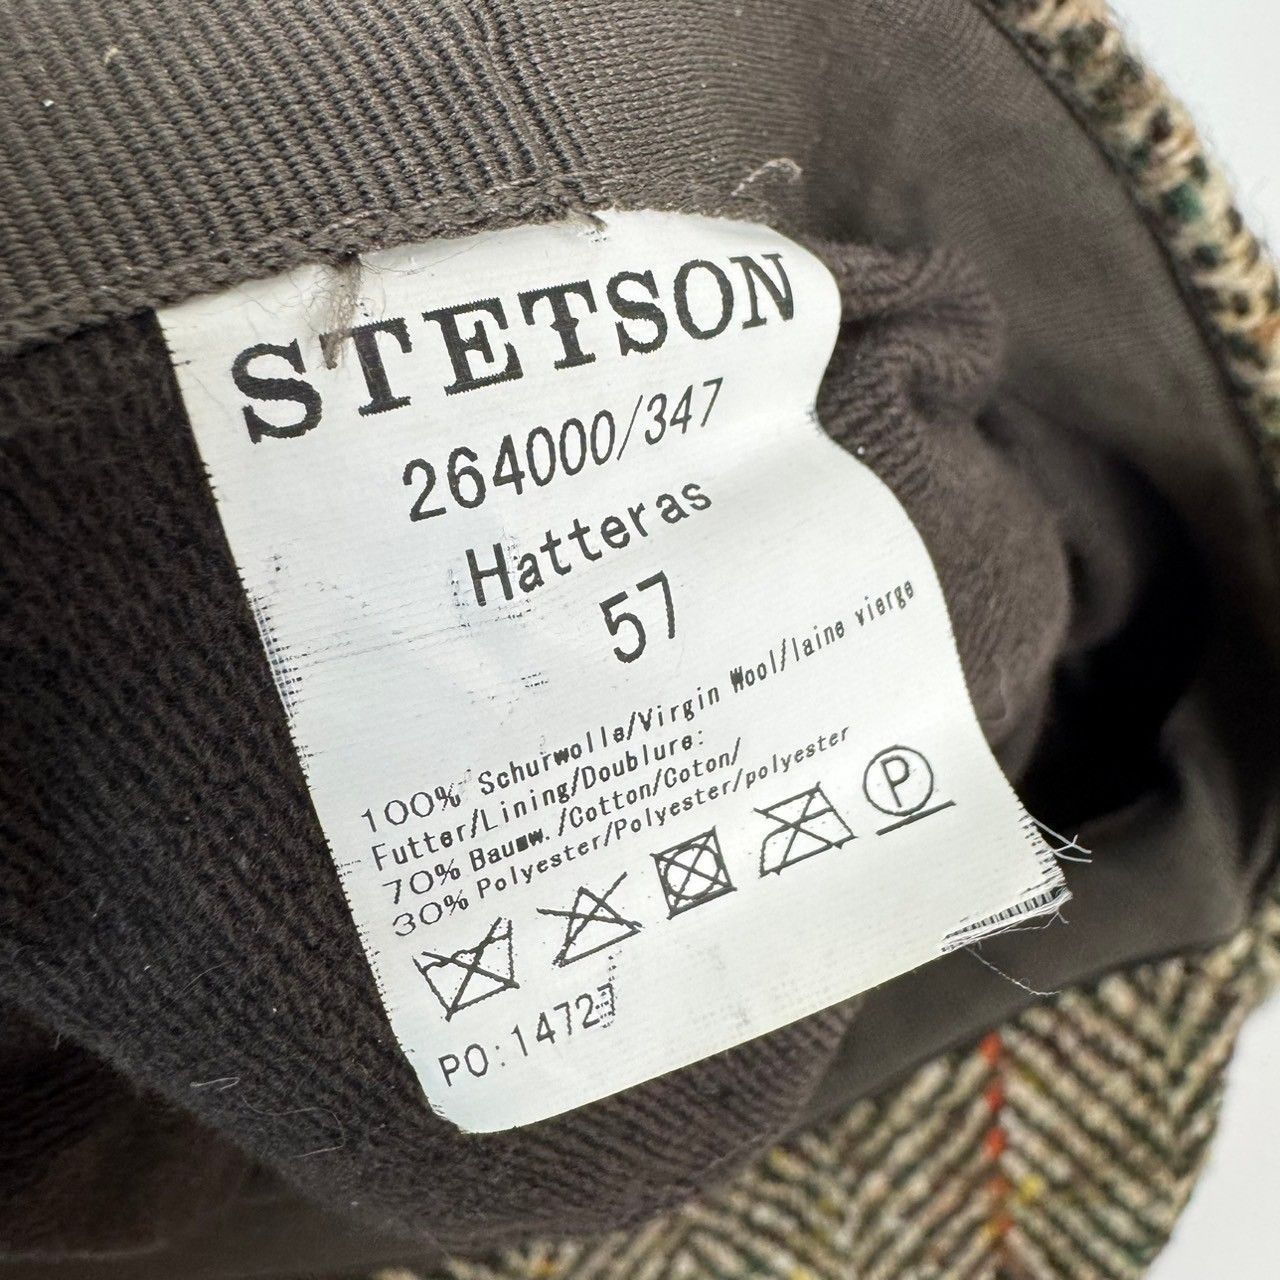 STETSON
264000/347
Hatteras
57
100% Schurwolle/Virgin Wool/laine vierge
Futter/Lining/Doublure:
70% Baumw./Cotton/Coton/
30% Polyester/Polyester/polyester
P
PO:14727